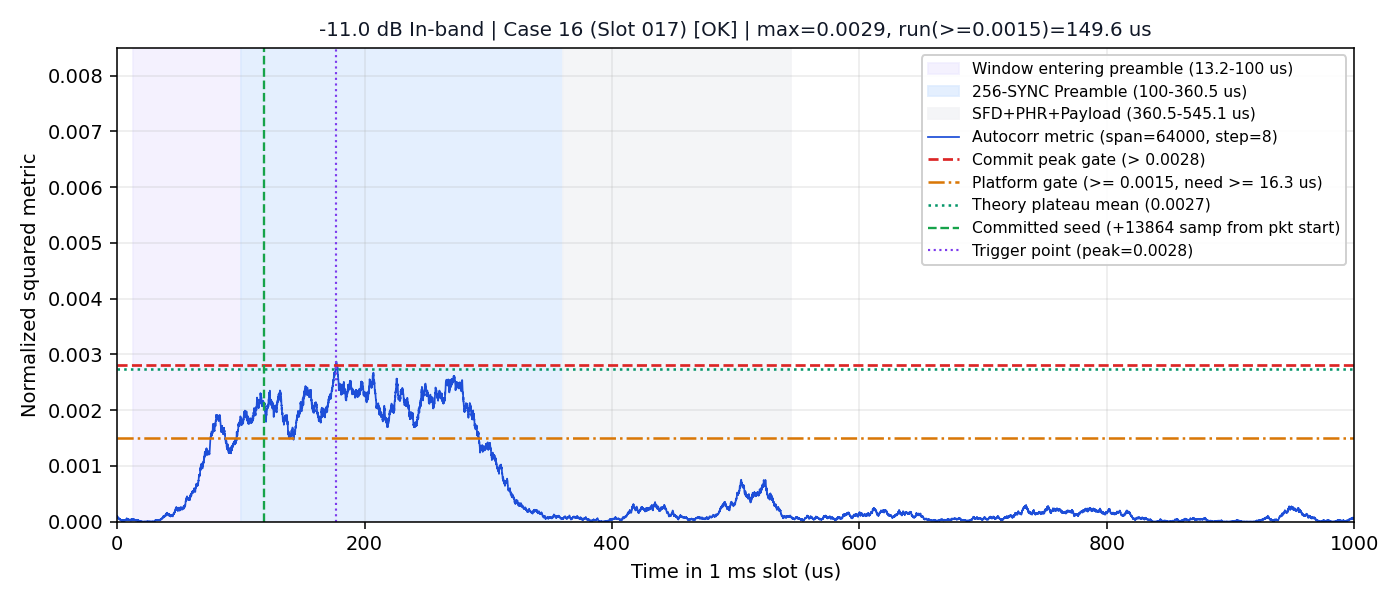 -11.0 dB In-band | Case 16 (Slot 017) [OK] | max=0.0029, run(>=0.0015)=149.6 us
Normalized squared metric
0.008
0.007
0.006
0.005
0.004
0.003
0.002
0.001
0.000
Window entering preamble (13.2-100 us)
256-SYNC Preamble (100-360.5 us)
SFD+PHR+Payload (360.5-545.1 us)
Autocorr metric (span=64000, step=8)
Commit peak gate (> 0.0028)
Platform gate (>= 0.0015, need >= 16.3 us)
Theory plateau mean (0.0027)
Committed seed (+13864 samp from pkt start)
Trigger point (peak=0.0028)
0 200 400 600 800 1000
Time in 1 ms slot (us)